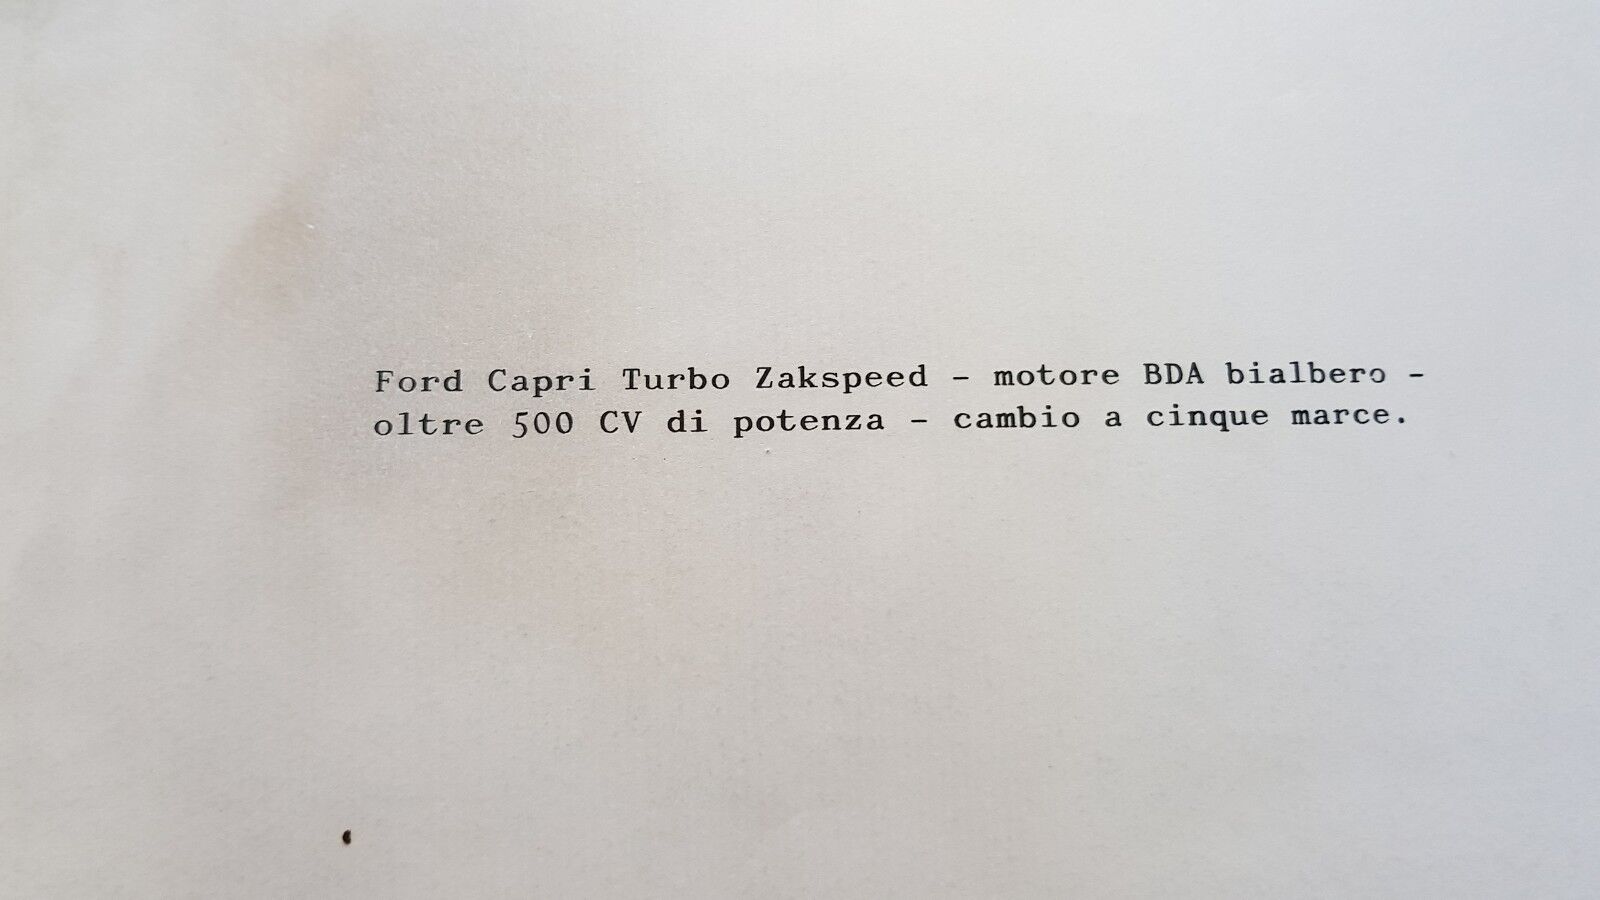 Ford Capri Turbo Zakspeed - motore BDA bialbero -
oltre 500 CV di potenza - cambio a cinque marce.